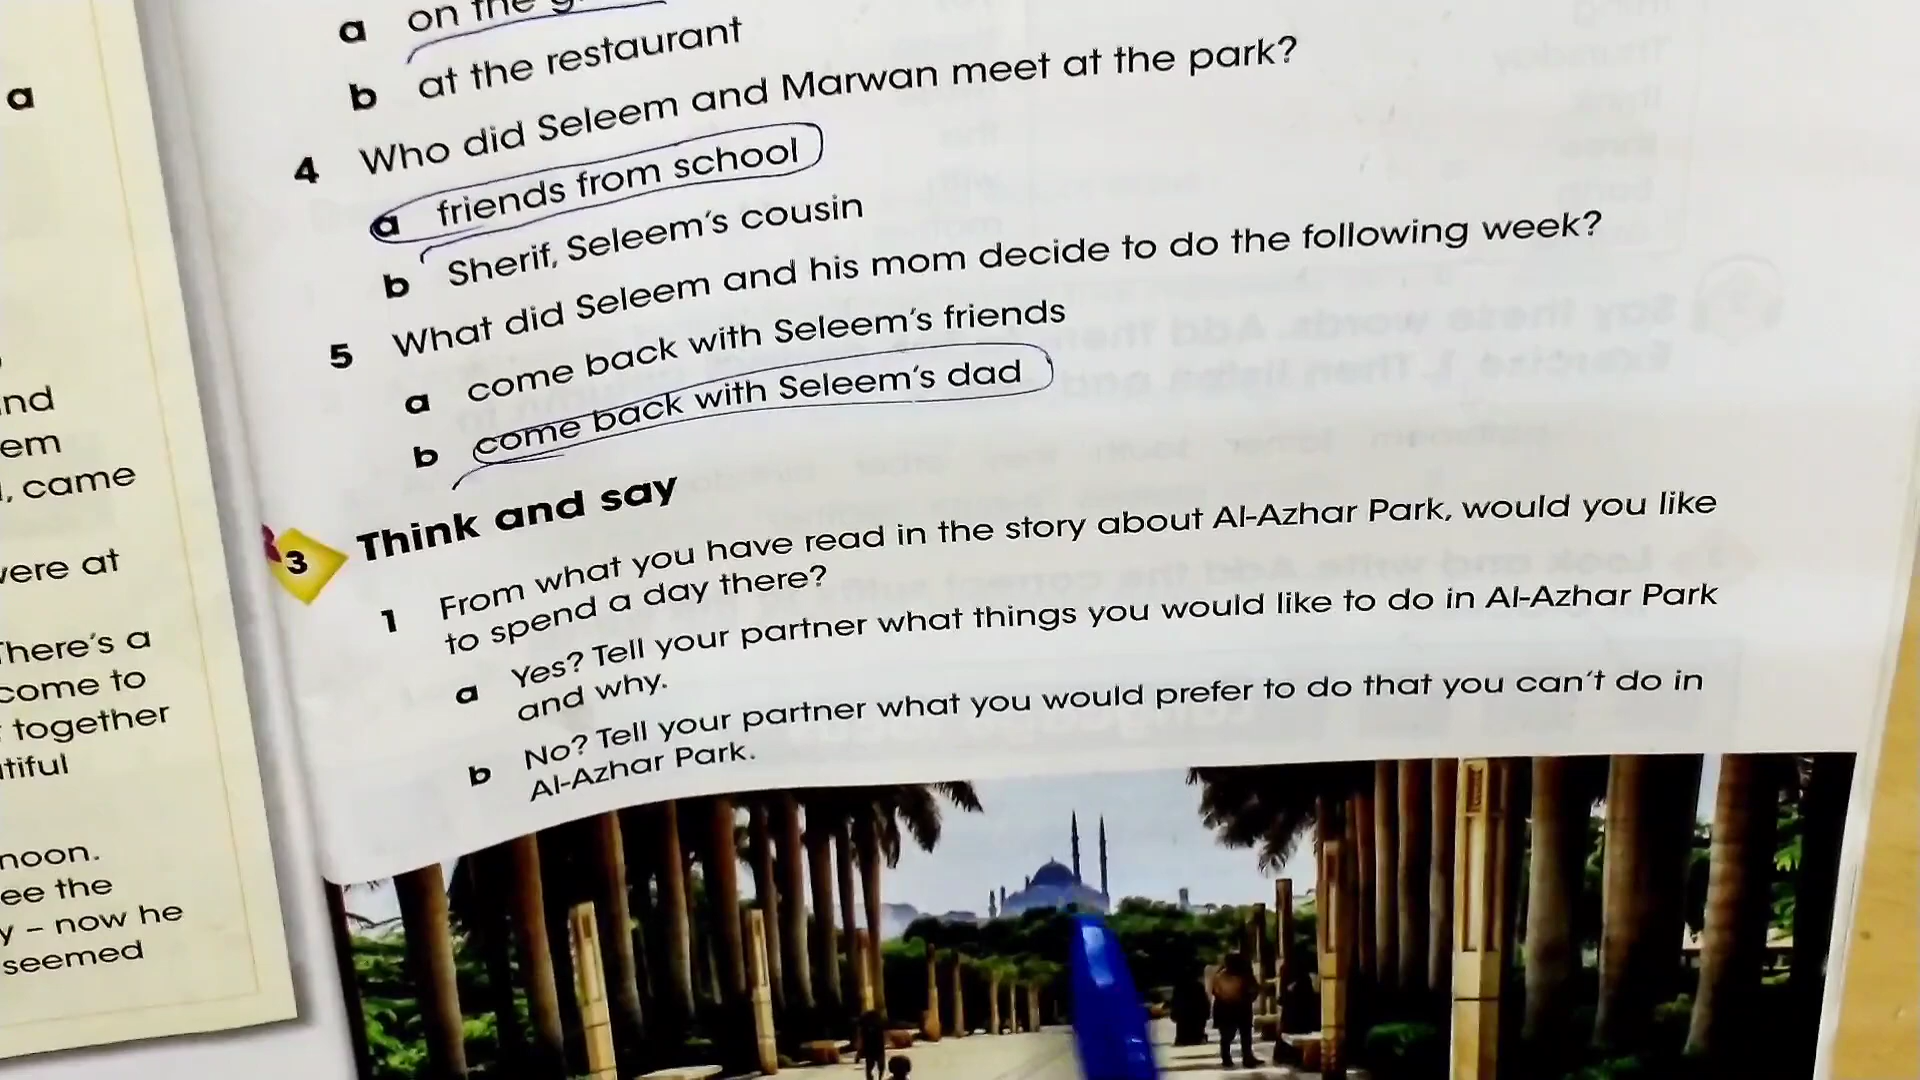 a
nd
em
, came
ere at
There's a
come to
together
tiful
noon.
ee the
y – now he
seemed
a on the
b at the restaurant
4 Who did Seleem and Marwan meet at the park?
a friends from school
b Sherif, Seleem's cousin
5 What did Seleem and his mom decide to do the following week?
a come back with Seleem's friends
b come back with Seleem's dad
3 Think and say
1 From what you have read in the story about Al-Azhar Park, would you like
to spend a day there?
a Yes? Tell your partner what things you would like to do in Al-Azhar Park
and why.
b No? Tell your partner what you would prefer to do that you can't do in
Al-Azhar Park.